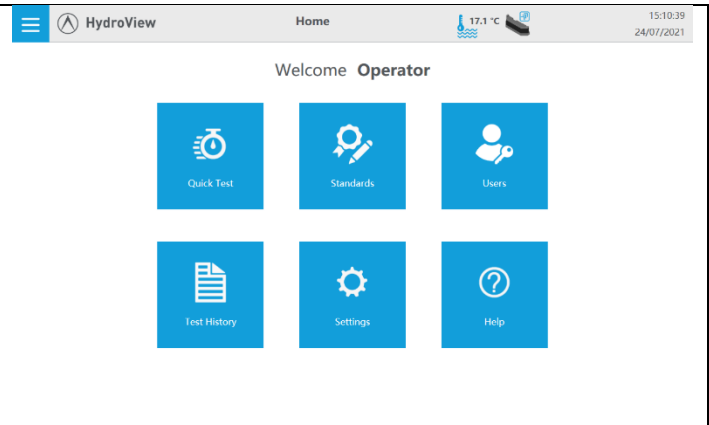 HydroView
Home
17.1 °C
15:10:39
24/07/2021
Welcome Operator
Quick Test
Standards
Users
Test History
Settings
Help